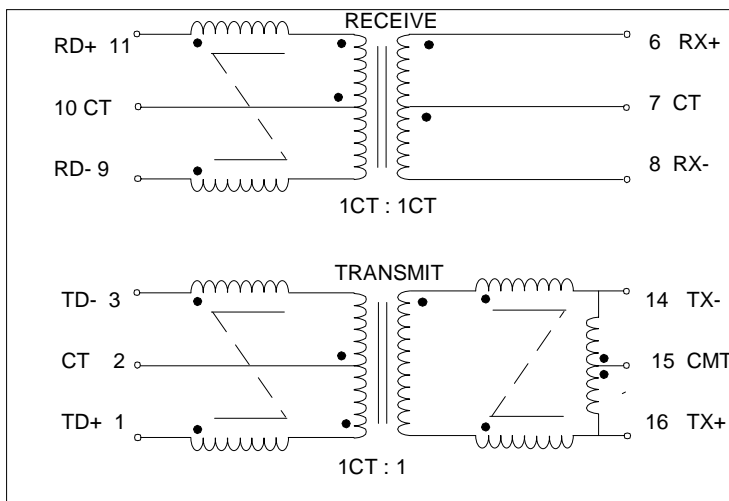 RECEIVE
RD+ 11
6 RX+
10 CT
7 CT
RD- 9
8 RX-
1CT : 1CT
TRANSMIT
TD- 3
14 TX-
CT 2
15 CMT
TD+ 1
16 TX+
1CT : 1